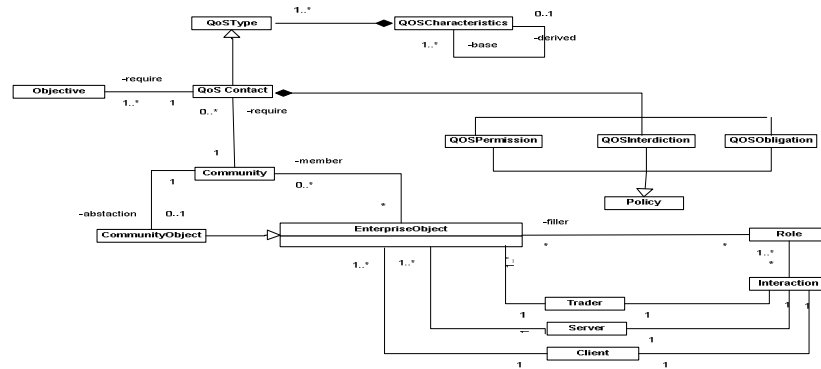 1..*
0..1
QoSType
QOSCharacteristics
1..*
-base
-derived
-require
Objective
QoS Contact
1..*
1
0..*
-require
QOSPermission
QOSInterdiction
QOSObligation
1
-member
Community
1
0..*
Policy
-abstaction
0..1
*
-filler
CommunityObject
EnterpriseObject
Role
*
*
1..*
1..*
1..*
*
Interaction
Trader
1
1
1
1
Server
1
Client
1
1